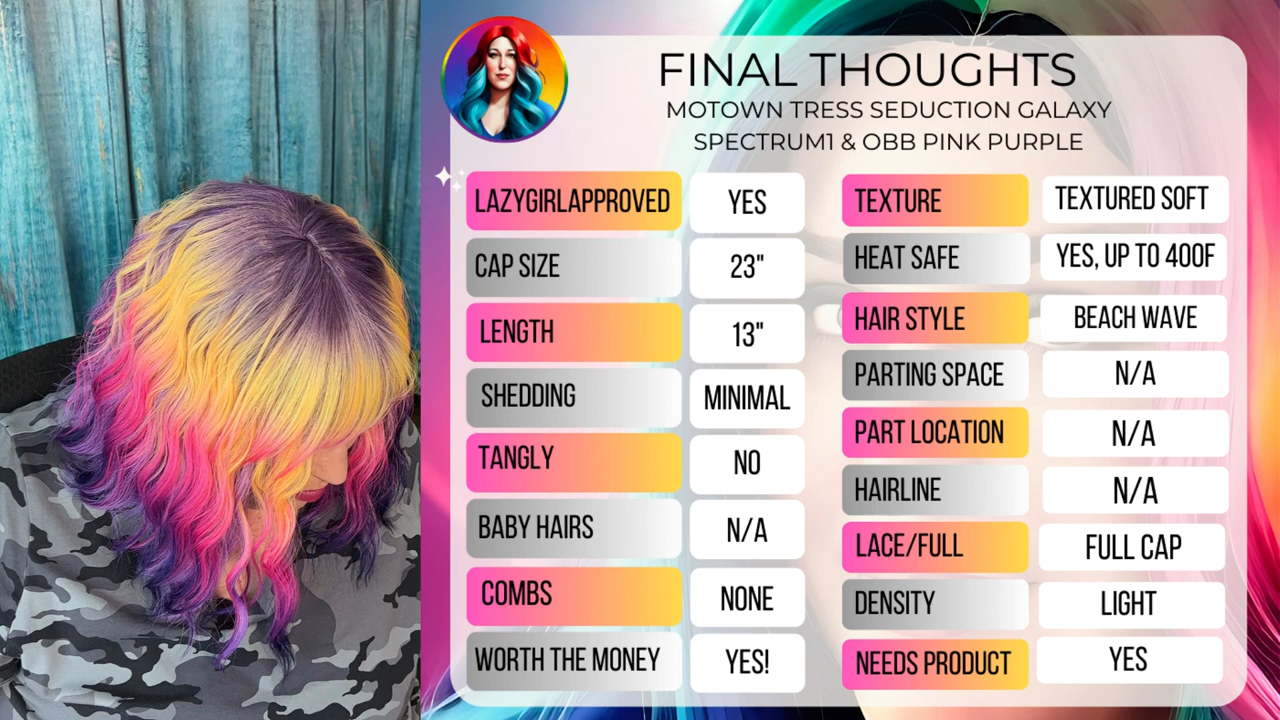 FINAL THOUGHTS
MOTOWN TRESS SEDUCTION GALAXY
SPECTRUM1 & OBB PINK PURPLE
LAZYGIRLAPPROVED YES
CAP SIZE 23"
LENGTH 13"
SHEDDING MINIMAL
TANGLY NO
BABY HAIRS N/A
COMBS NONE
WORTH THE MONEY YES!
TEXTURE TEXTURED SOFT
HEAT SAFE YES, UP TO 400F
HAIR STYLE BEACH WAVE
PARTING SPACE N/A
PART LOCATION N/A
HAIRLINE N/A
LACE/FULL FULL CAP
DENSITY LIGHT
NEEDS PRODUCT YES